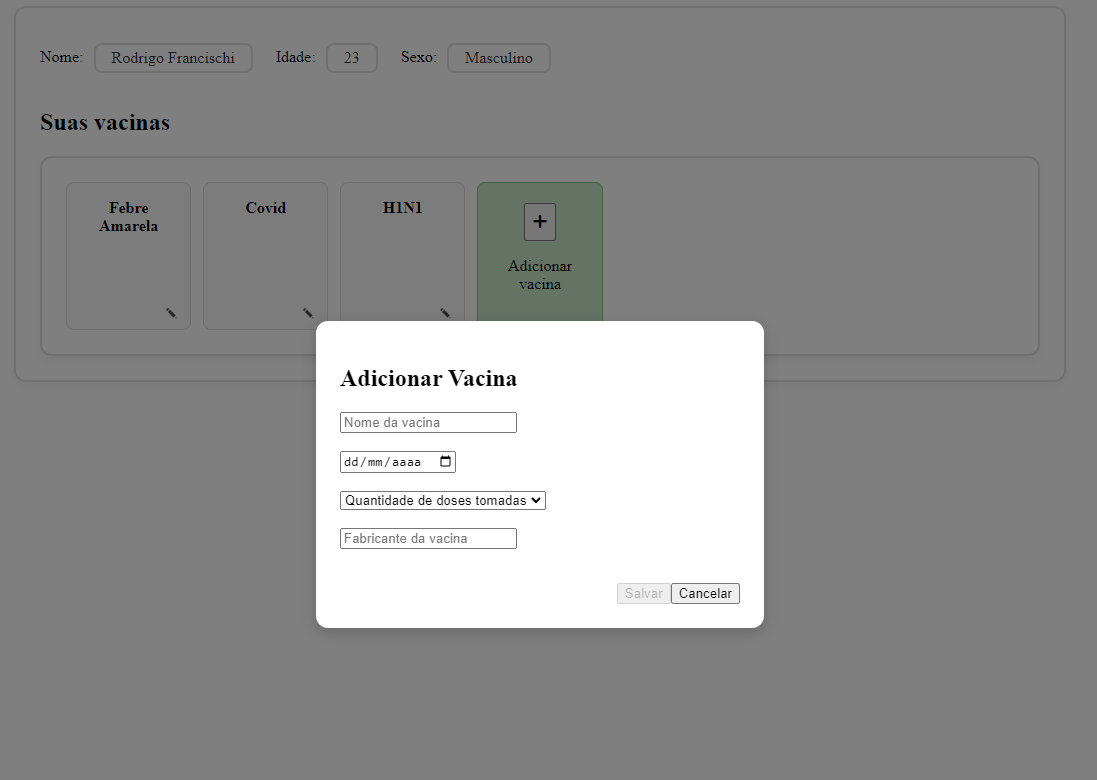 Nome: Rodrigo Francischi Idade: 23 Sexo: Masculino
Suas vacinas
Febre
Amarela
Covid
H1N1
+
Adicionar
vacina
Adicionar Vacina
Nome da vacina
dd/mm/aaaa
Quantidade de doses tomadas
Fabricante da vacina
Salvar Cancelar